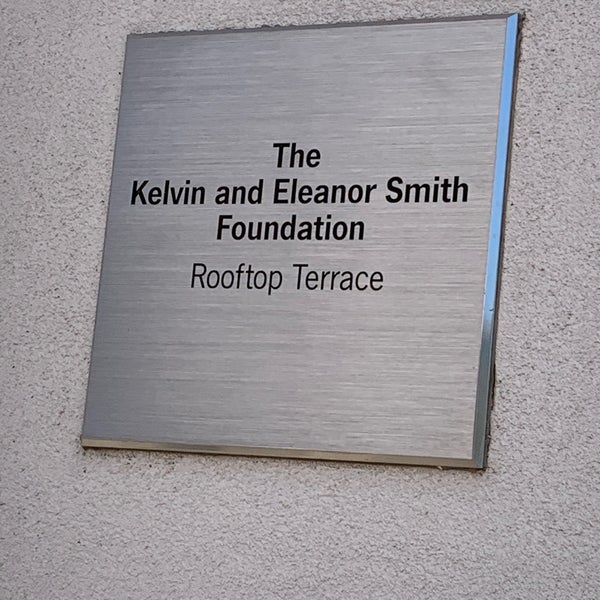 The
Kelvin and Eleanor Smith
Foundation
Rooftop Terrace